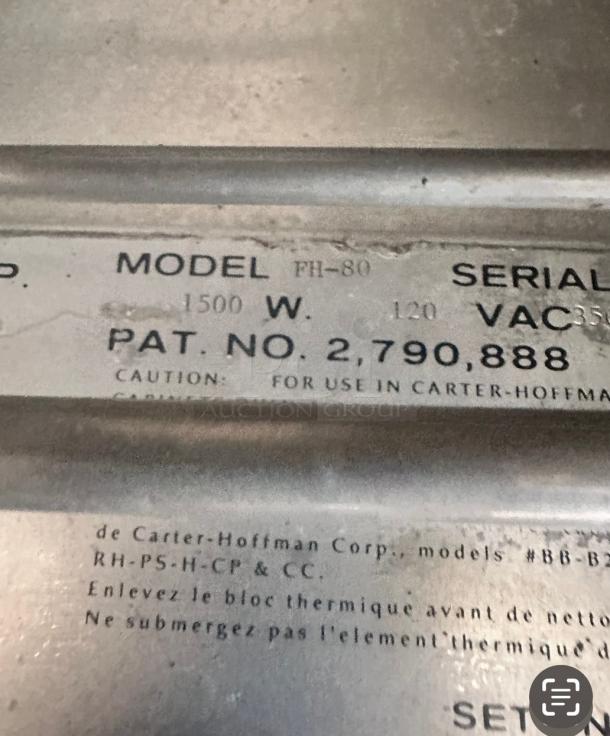 P. MODEL FH-80 SERIAL
1500 W. 120 VAC
PAT. NO. 2,790,888
CAUTION: FOR USE IN CARTER-HOFFMA
AUCTION GROUP
de Carter-Hoffman Corp., models #BB-B2
RH-PS-H-CP & CC.
Enlevez le bloc thermique avant de netto
Ne submergez pas l'element thermique d
SET N